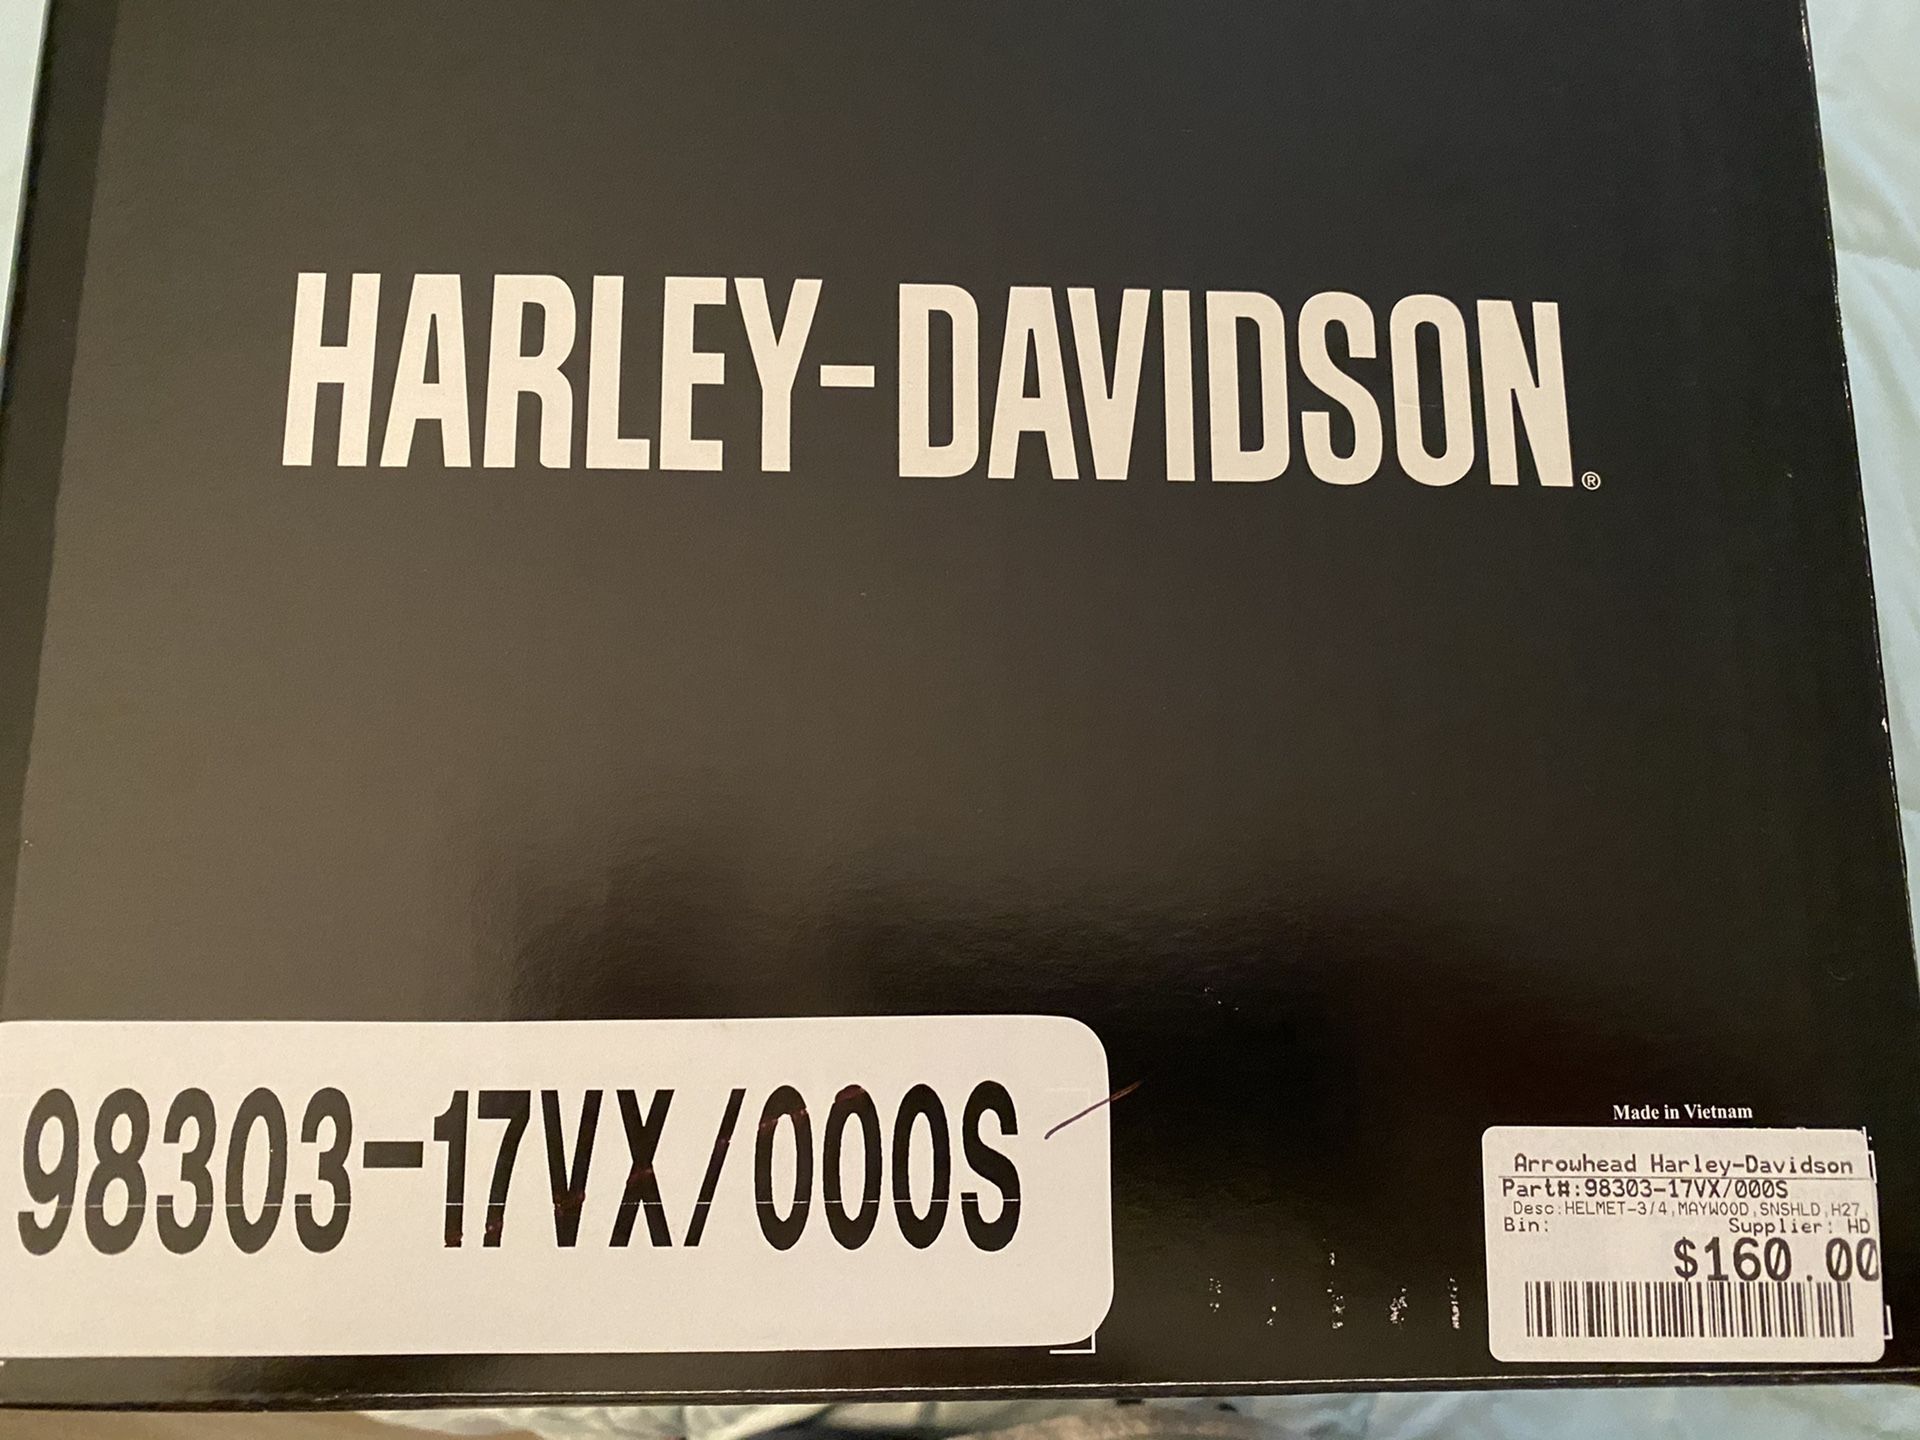 HARLEY-DAVIDSON®
98303-17VX/000S
Made in Vietnam
Arrowhead Harley-Davidson
Part#:98303-17VX/000S
Desc:HELMET-3/4,MAYWOOD,SNSHLD,H27,
Bin: Supplier: HD
$160.00